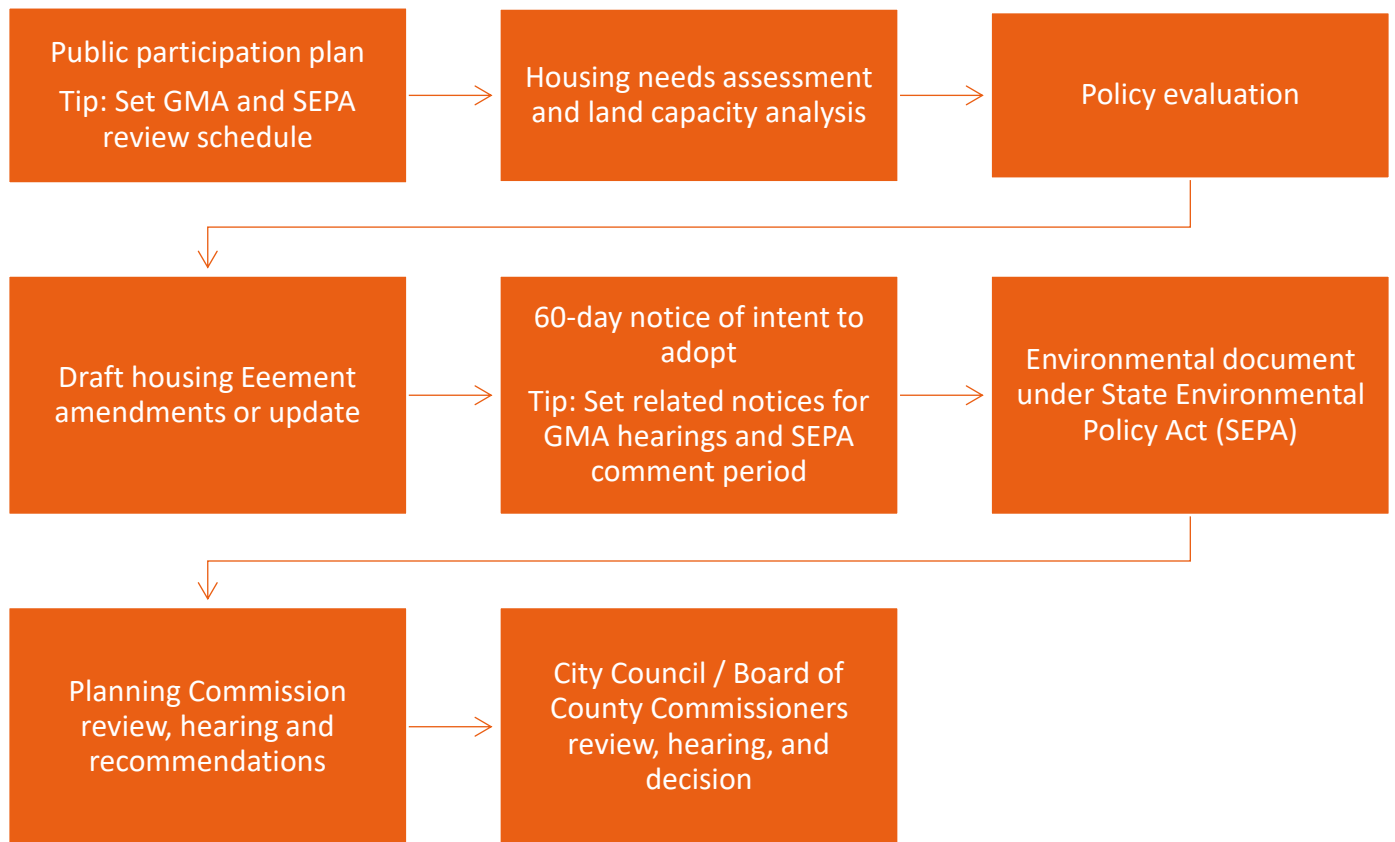 Public participation plan
Tip: Set GMA and SEPA
review schedule
Housing needs assessment
and land capacity analysis
Policy evaluation
Draft housing Eeement
amendments or update
60-day notice of intent to
adopt
Tip: Set related notices for
GMA hearings and SEPA
comment period
Environmental document
under State Environmental
Policy Act (SEPA)
Planning Commission
review, hearing and
recommendations
City Council / Board of
County Commissioners
review, hearing, and
decision